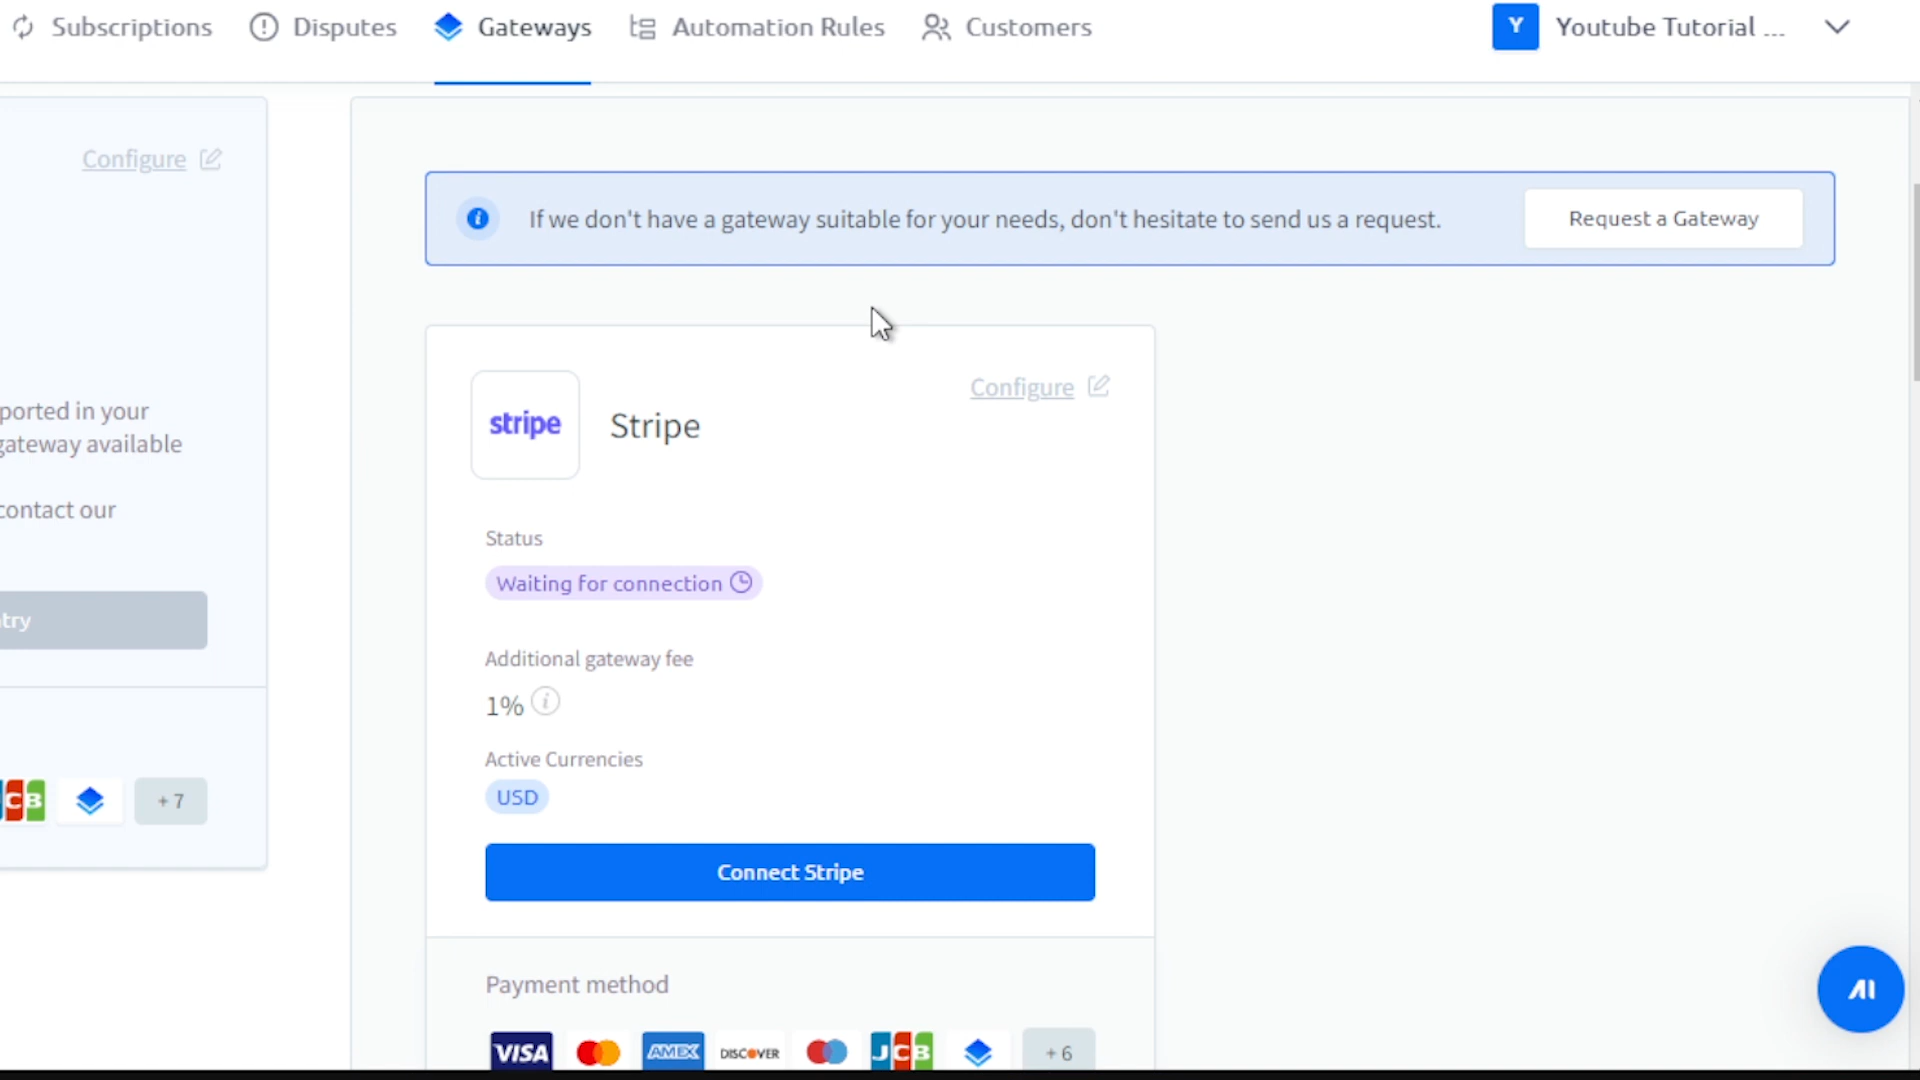 Subscriptions Disputes Gateways Automation Rules Customers Y Youtube Tutorial ...
Configure
ported in your
gateway available
contact our
try
CB
+ 7
If we don't have a gateway suitable for your needs, don't hesitate to send us a request. Request a Gateway
Configure
stripe Stripe
Status
Waiting for connection
Additional gateway fee
1%
Active Currencies
USD
Connect Stripe
Payment method
VISA AMEX DISCOVER JCB + 6
AI